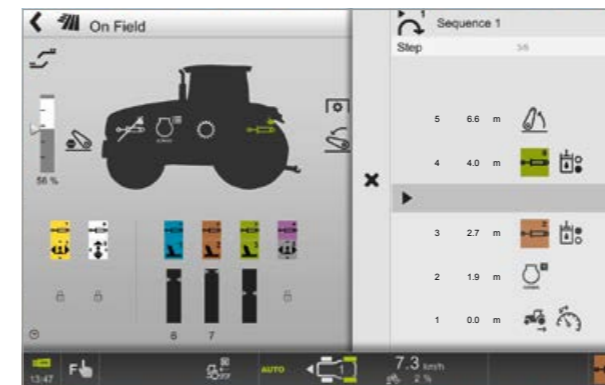 On Field
Sequence 1
Step 3/6
5 6.6 m
4 4.0 m
56 %
3 2.7 m
2 1.9 m
1 0.0 m
6 7
13:47
F
AUTO
1
7.3 km/h
2 %